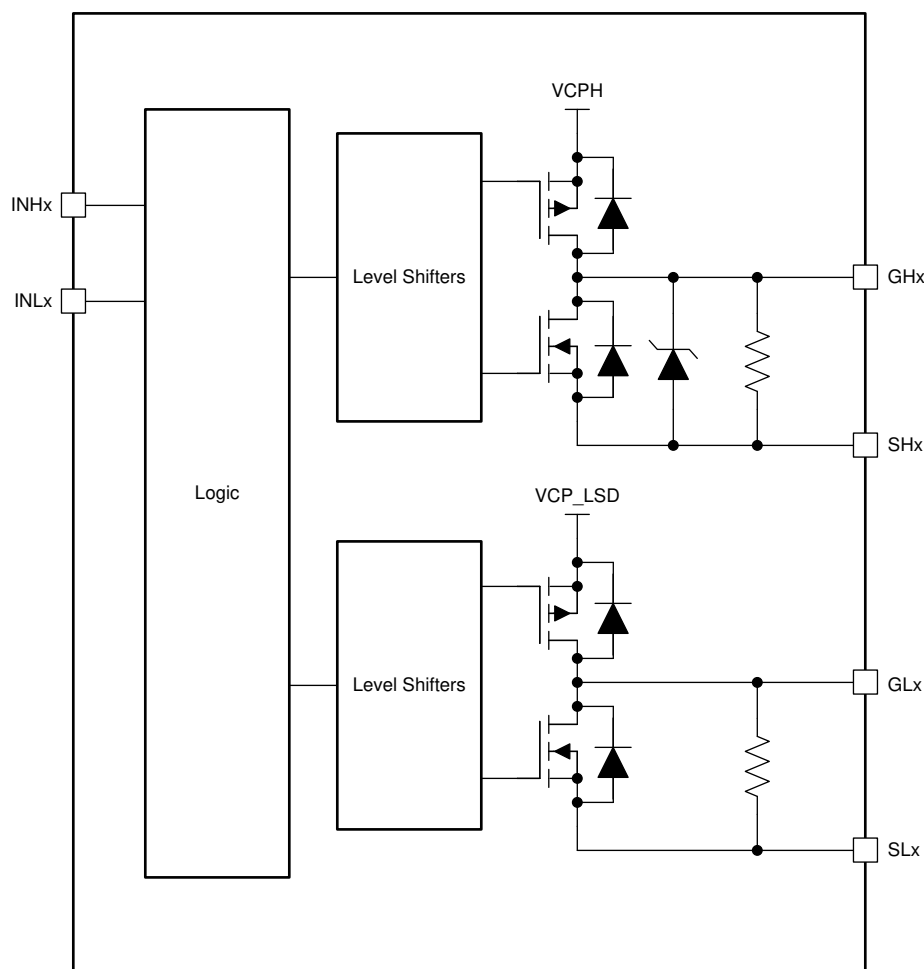 VCPH
INHx
Level Shifters
GHx
INLx
SHx
Logic
VCP_LSD
Level Shifters
GLx
SLx